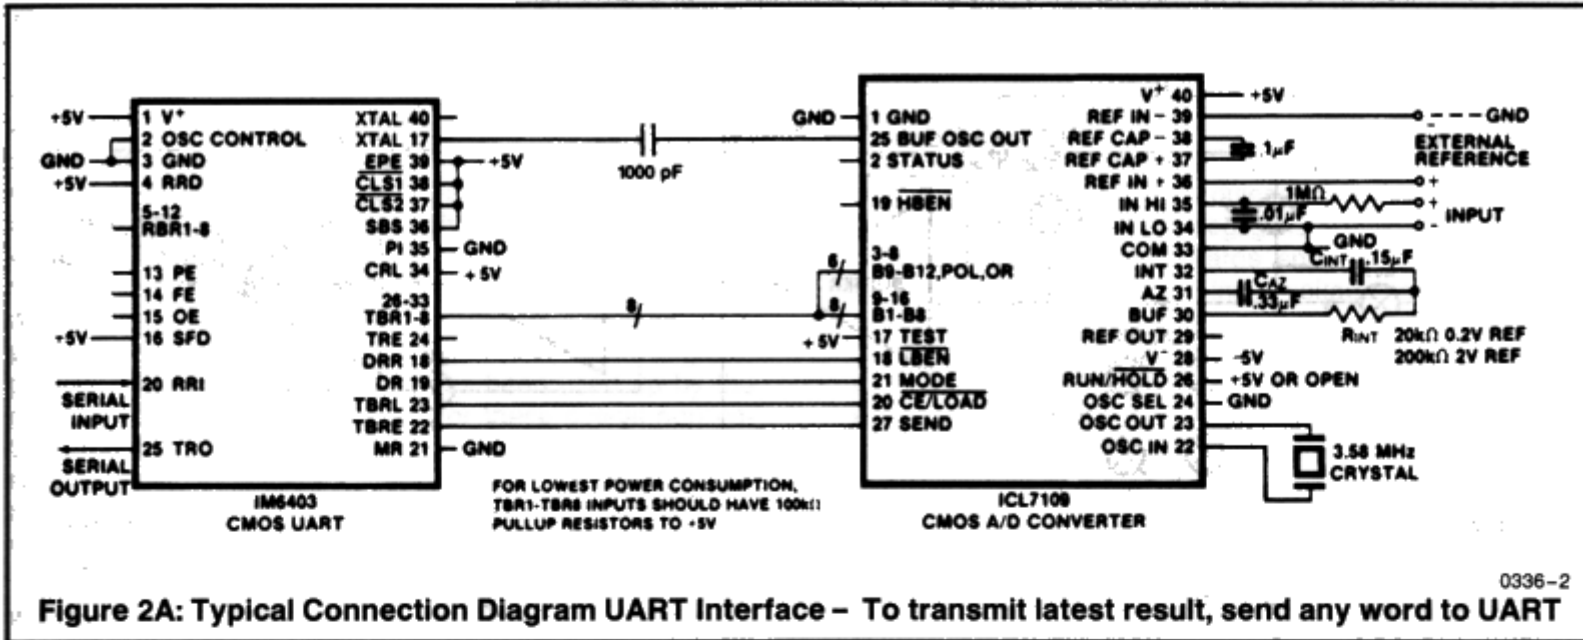 +5V
1 V+
XTAL 40
2 OSC CONTROL
XTAL 17
GND
3 GND
EPE 39
+5V
+5V
4 RRD
CLS1 38
CLS2 37
5-12
RBR1-8
SBS 36
PI 35
GND
13 PE
CRL 34
+5V
14 FE
26-33
15 OE
TBR1-8
+5V
16 SFD
TRE 24
DRR 18
20 RRI
DR 19
SERIAL
INPUT
TBRL 23
TBRE 22
25 TRO
MR 21
GND
SERIAL
OUTPUT
IM6403
CMOS UART
1000 pF
8
6
8
FOR LOWEST POWER CONSUMPTION,
TBR1-TBR8 INPUTS SHOULD HAVE 100kΩ
PULLUP RESISTORS TO +5V
GND
1 GND
V+ 40
+5V
25 BUF OSC OUT
REF IN - 39
GND
2 STATUS
REF CAP - 38
.1µF
EXTERNAL
REFERENCE
REF CAP + 37
REF IN + 36
+
19 HBEN
IN HI 35
1MΩ
+
.01µF
INPUT
IN LO 34
-
3-8
COM 33
GND
B9-B12,POL,OR
INT 32
CINT
.15µF
9-16
AZ 31
CAZ
.33µF
B1-B8
BUF 30
+5V
17 TEST
REF OUT 29
RINT
20kΩ 0.2V REF
200kΩ 2V REF
18 LBEN
V- 28
-5V
21 MODE
RUN/HOLD 26
+5V OR OPEN
20 CE/LOAD
OSC SEL 24
GND
27 SEND
OSC OUT 23
OSC IN 22
3.58 MHz
CRYSTAL
ICL7109
CMOS A/D CONVERTER
0336-2
Figure 2A: Typical Connection Diagram UART Interface – To transmit latest result, send any word to UART